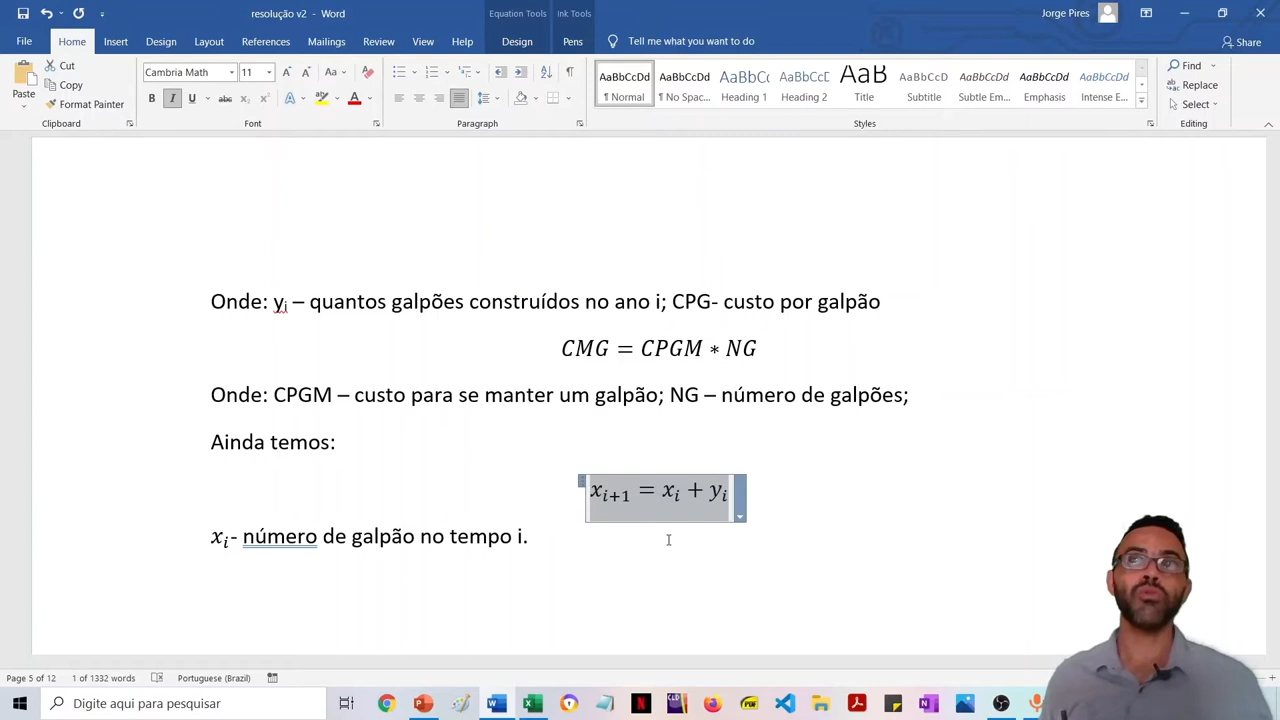 resolução v2 - Word
Equation Tools
Ink Tools
Jorge Pires
File
Home
Insert
Design
Layout
References
Mailings
Review
View
Help
Design
Pens
Tell me what you want to do
Share
Paste
Cut
Copy
Format Painter
Clipboard
Cambria Math
11
Font
Paragraph
AaBbCcDd
¶ Normal
AaBbCcDd
¶ No Spac...
AaBbCc
Heading 1
AaBbCcD
Heading 2
AaB
Title
AaBbCcD
Subtitle
AaBbCcDd
Subtle Em...
AaBbCcDd
Emphasis
AaBbCcDd
Intense E...
Styles
Find
Replace
Select
Editing
Onde: yᵢ – quantos galpões construídos no ano i; CPG- custo por galpão
CMG = CPGM ∗ NG
Onde: CPGM – custo para se manter um galpão; NG – número de galpões;
Ainda temos:
xᵢ₊₁ = xᵢ + yᵢ
xᵢ- número de galpão no tempo i.
Page 5 of 12
1 of 1332 words
Portuguese (Brazil)
Digite aqui para pesquisar